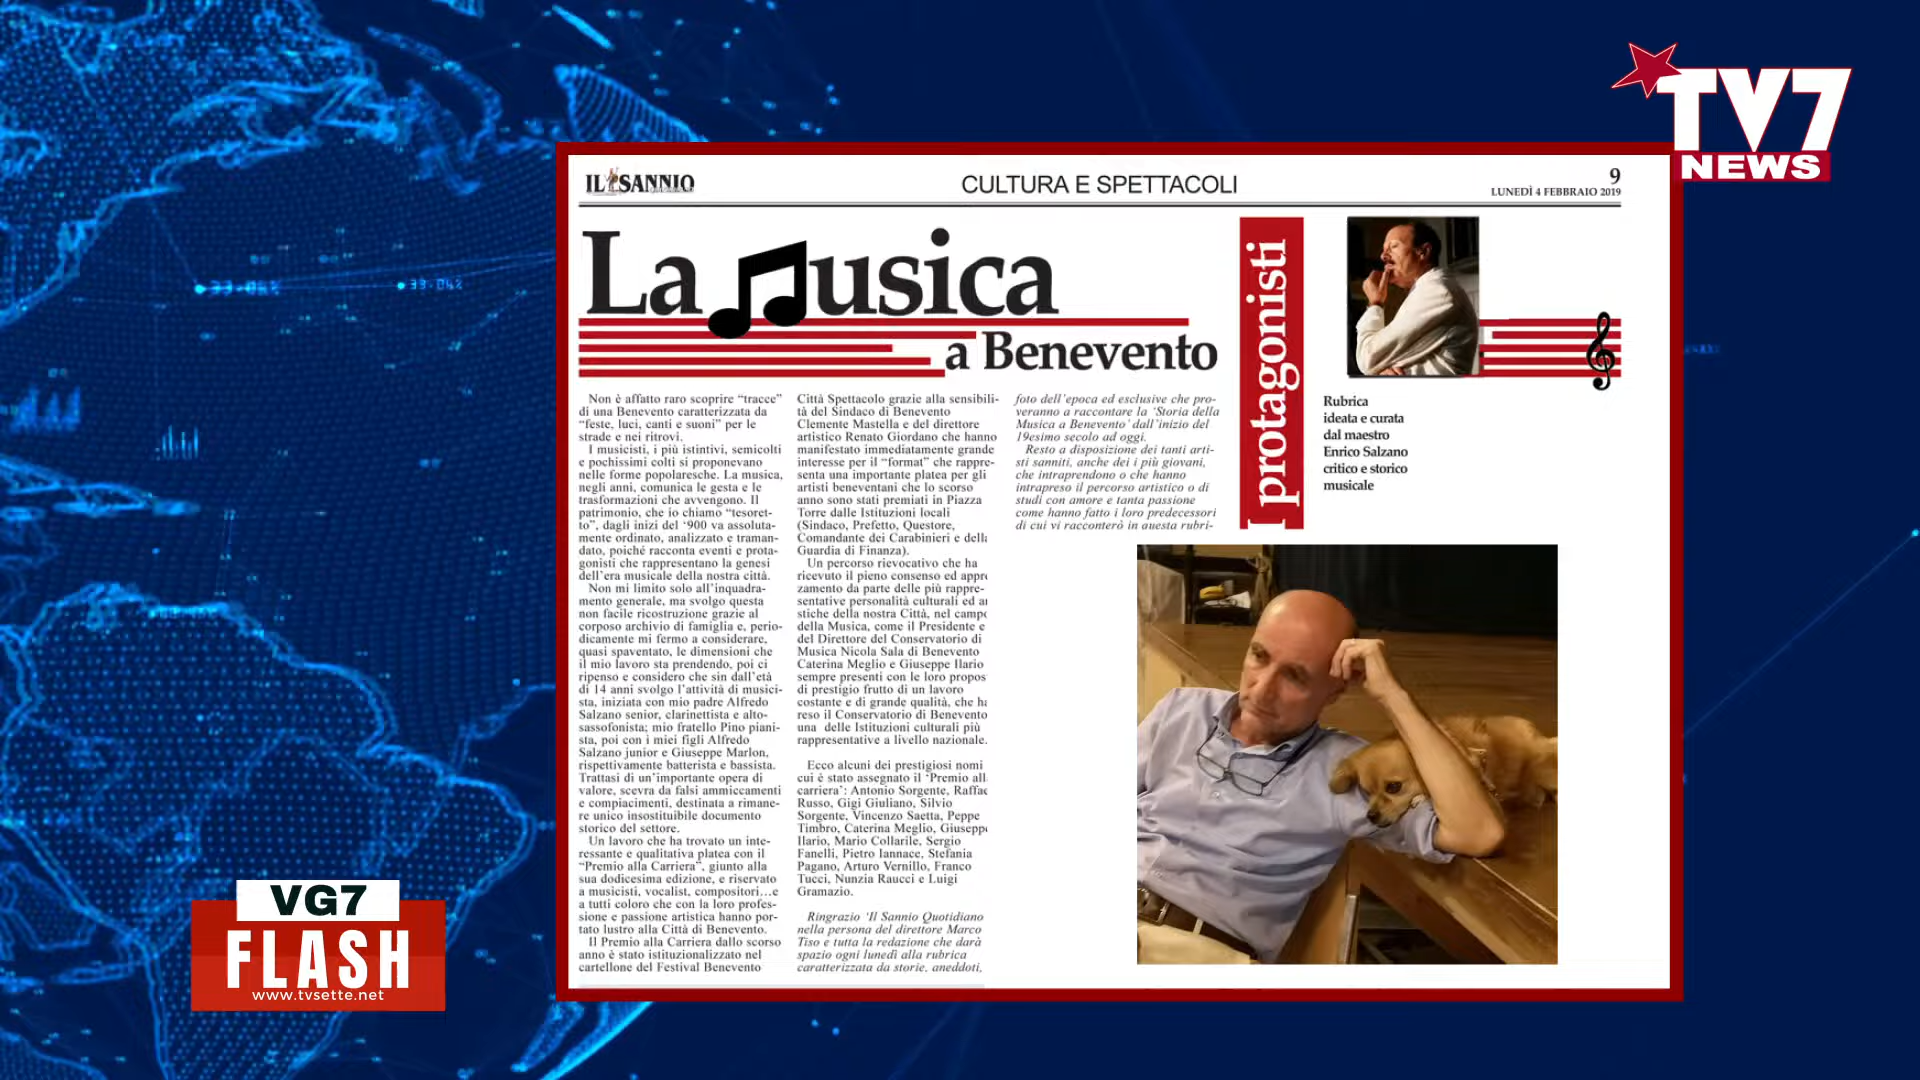 TV7
NEWS
IL SANNIO
CULTURA E SPETTACOLI
9
LUNEDÌ 4 FEBBRAIO 2019
La musica
a Benevento
I protagonisti
Rubrica
ideata e curata
dal maestro
Enrico Salzano
critico e storico
musicale
Non è affatto raro scoprire “tracce”
di una Benevento caratterizzata da
“feste, luci, canti e suoni” per le
strade e nei ritrovi.
I musicisti, i più istintivi, semicolti
e pochissimi colti si proponevano
nelle forme popolaresche. La musica,
negli anni, comunica le gesta e le
trasformazioni che avvengono. Il
patrimonio, che io chiamo “tesoret-
to”, dagli inizi del ‘900 va assoluta-
mente ordinato, analizzato e traman-
dato, poiché racconta eventi e prota-
gonisti che rappresentano la genesi
dell’era musicale della nostra città.
Non mi limito solo all’inquadra-
mento generale, ma svolgo questa
non facile ricostruzione grazie al
corposo archivio di famiglia e, perio-
dicamente mi fermo a considerare,
quasi spaventato, le dimensioni che
il mio lavoro sta prendendo, poi ci
ripenso e considero che sin dall’età
di 14 anni svolgo l’attività di musici-
sta, iniziata con mio padre Alfredo
Salzano senior, clarinettista e alto-
sassofonista; mio fratello Pino piani-
sta, poi con i miei figli Alfredo
Salzano junior e Giuseppe Marlon,
rispettivamente batterista e bassista.
Trattasi di un’importante opera di
valore, scevra da falsi ammiccamenti
e compiacimenti, destinata a rimane-
re unico insostituibile documento
storico del settore.
Un lavoro che ha trovato un inte-
ressante e qualitativa platea con il
“Premio alla Carriera”, giunto alla
sua dodicesima edizione, e riservato
a musicisti, vocalist, compositori…e
a tutti coloro che con la loro profes-
sione e passione artistica hanno por-
tato lustro alla Città di Benevento.
Il Premio alla Carriera dallo scorso
anno è stato istituzionalizzato nel
cartellone del Festival Benevento
Città Spettacolo grazie alla sensibili-
tà del Sindaco di Benevento
Clemente Mastella e del direttore
artistico Renato Giordano che hanno
manifestato immediatamente grande
interesse per il “format” che rappre-
senta una importante platea per gli
artisti beneventani che lo scorso
anno sono stati premiati in Piazza
Torre dalle Istituzioni locali
(Sindaco, Prefetto, Questore,
Comandante dei Carabinieri e della
Guardia di Finanza).
Un percorso rievocativo che ha
ricevuto il pieno consenso ed appre
zamento da parte delle più rappre-
sentative personalità culturali ed ar
stiche della nostra Città, nel campo
della Musica, come il Presidente e
del Direttore del Conservatorio di
Musica Nicola Sala di Benevento
Caterina Meglio e Giuseppe Ilario
sempre presenti con le loro propos
di prestigio frutto di un lavoro
costante e di grande qualità, che ha
reso il Conservatorio di Benevento
una delle Istituzioni culturali più
rappresentative a livello nazionale.
Ecco alcuni dei prestigiosi nomi
cui è stato assegnato il ‘Premio all
carriera’: Antonio Sorgente, Raffae
Russo, Gigi Giuliano, Silvio
Sorgente, Vincenzo Saetta, Peppe
Timbro, Caterina Meglio, Giuseppe
Ilario, Mario Collarile, Sergio
Fanelli, Pietro Iannace, Stefania
Pagano, Arturo Vernillo, Franco
Tucci, Nunzia Raucci e Luigi
Gramazio.
Ringrazio ‘Il Sannio Quotidiano
nella persona del direttore Marco
Tiso e tutta la redazione che darà
spazio ogni lunedì alla rubrica
caratterizzata da storie, aneddoti,
foto dell’epoca ed esclusive che pro-
veranno a raccontare la ‘Storia della
Musica a Benevento’ dall’inizio del
19esimo secolo ad oggi.
Resto a disposizione dei tanti arti-
sti sanniti, anche dei i più giovani,
che intraprendono o che hanno
intrapreso il percorso artistico o di
studi con amore e tanta passione
come hanno fatto i loro predecessori
di cui vi racconterò in questa rubri-
VG7
FLASH
www.tvsette.net
33.042
39.042